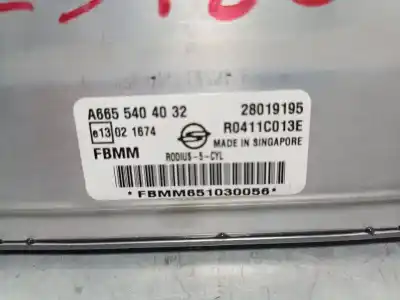 A665 540 40 32
28019195
e13 02 1674
R0411C013E
MADE IN SINGAPORE
FBMM
RODIUS-5-CYL
*FBMM651030056*